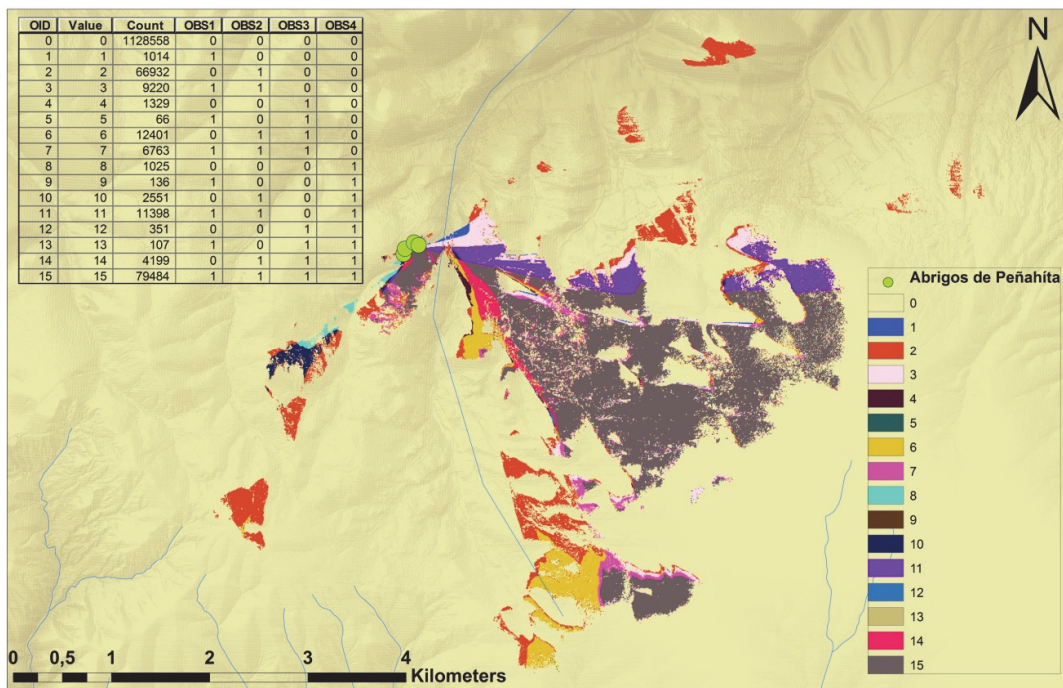 OID Value Count OBS1 OBS2 OBS3 OBS4
0 0 1128558 0 0 0 0
1 1 1014 1 0 0 0
2 2 66932 0 1 0 0
3 3 9220 1 1 0 0
4 4 1329 0 0 1 0
5 5 66 1 0 1 0
6 6 12401 0 1 1 0
7 7 6763 1 1 1 0
8 8 1025 0 0 0 1
9 9 136 1 0 0 1
10 10 2551 0 1 0 1
11 11 11398 1 1 0 1
12 12 351 0 0 1 1
13 13 107 1 0 1 1
14 14 4199 0 1 1 1
15 15 79484 1 1 1 1
N
Abrigos de Peñahíta
0
1
2
3
4
5
6
7
8
9
10
11
12
13
14
15
0 0,5 1 2 3 4
Kilometers